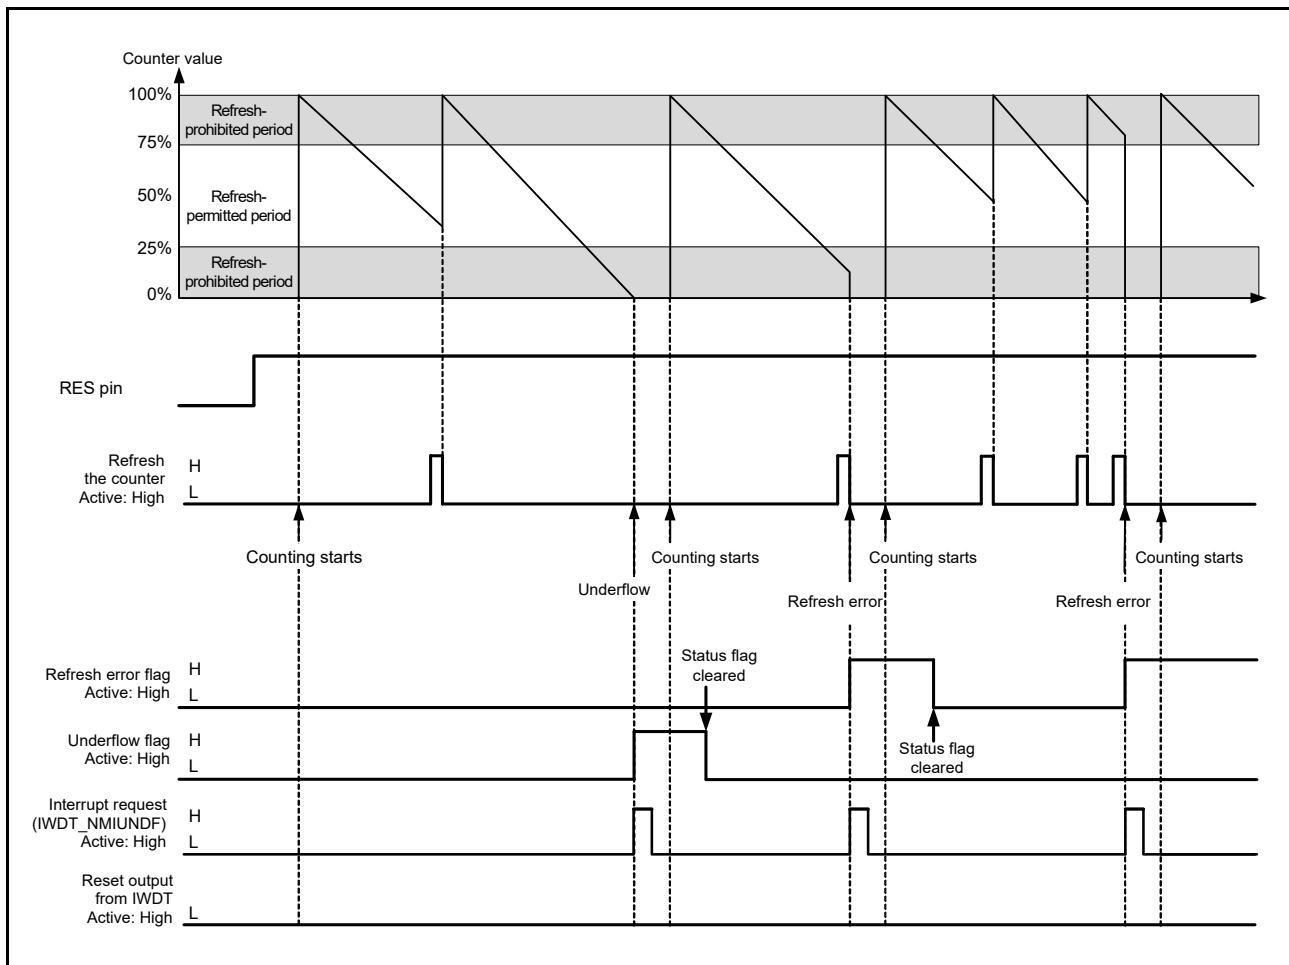 Counter value
100%
Refresh-
prohibited period
75%
50%
Refresh-
permitted period
25%
Refresh-
prohibited period
0%
RES pin
Refresh
the counter
Active: High
H
L
Counting starts
Underflow
Counting starts
Refresh error
Counting starts
Refresh error
Counting starts
Refresh error flag
Active: High
H
L
Status flag
cleared
Underflow flag
Active: High
H
L
Status flag
cleared
Interrupt request
(IWDT_NMIUNDF)
Active: High
H
L
Reset output
from IWDT
Active: High
L